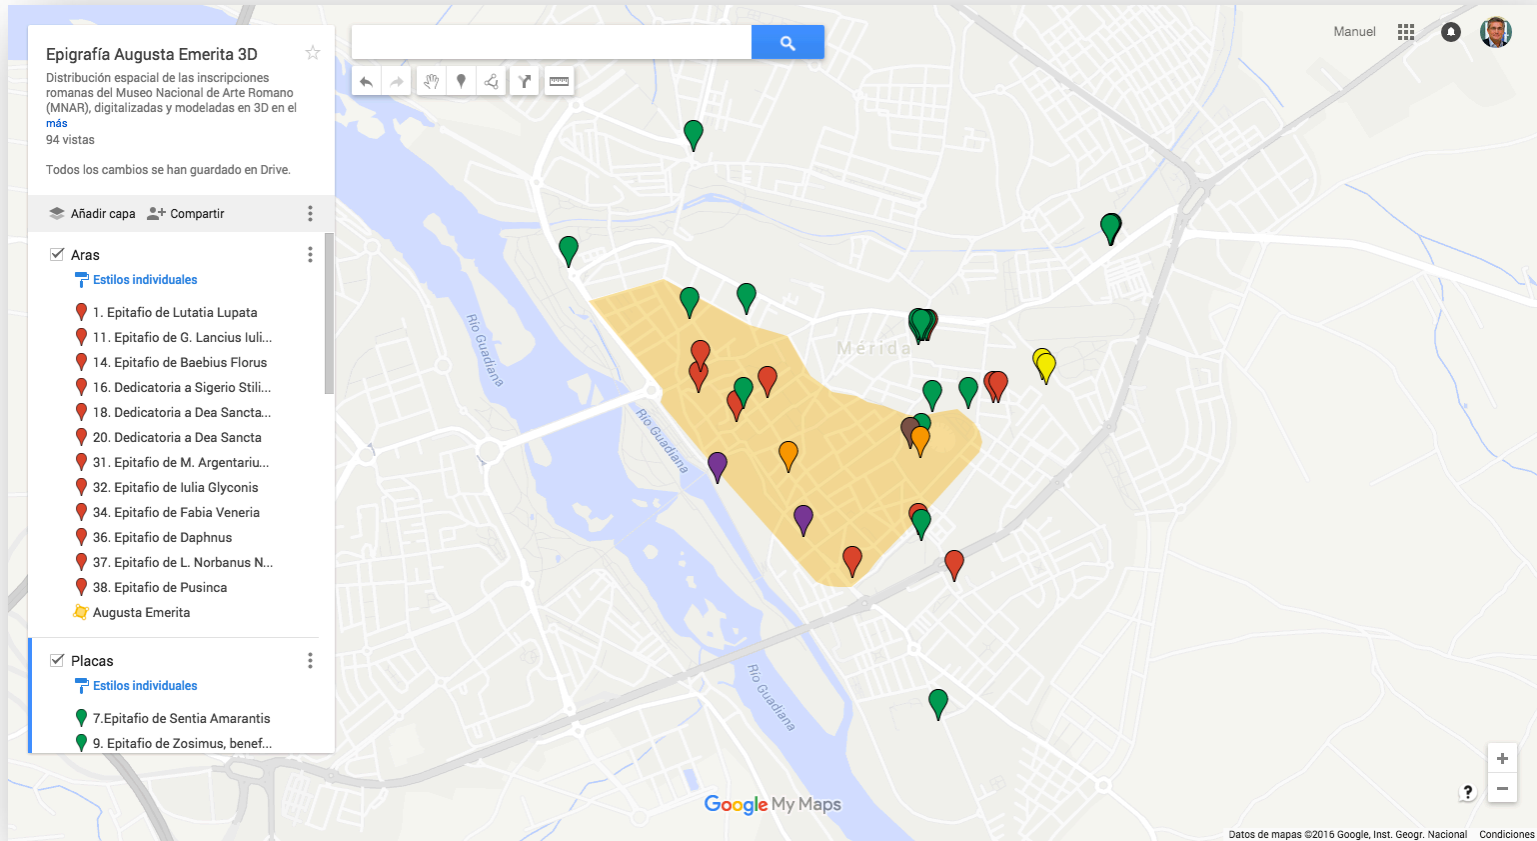 Epigrafía Augusta Emerita 3D
Distribución espacial de las inscripciones
romanas del Museo Nacional de Arte Romano
(MNAR), digitalizadas y modeladas en 3D en el
más
94 vistas
Todos los cambios se han guardado en Drive.
Añadir capa
Compartir
Aras
Estilos individuales
1. Epitafio de Lutatia Lupata
11. Epitafio de G. Lancius Iuli...
14. Epitafio de Baebius Florus
16. Dedicatoria a Sigerio Stili...
18. Dedicatoria a Dea Sancta...
20. Dedicatoria a Dea Sancta
31. Epitafio de M. Argentariu...
32. Epitafio de Iulia Glyconis
34. Epitafio de Fabia Veneria
36. Epitafio de Daphnus
37. Epitafio de L. Norbanus N...
38. Epitafio de Pusinca
Augusta Emerita
Placas
Estilos individuales
7.Epitafio de Sentia Amarantis
9. Epitafio de Zosimus, benef...
Manuel
Río Guadiana
Mérida
Río Guadiana
Río Guadiana
Google My Maps
+
−
?
Datos de mapas ©2016 Google, Inst. Geogr. Nacional
Condiciones